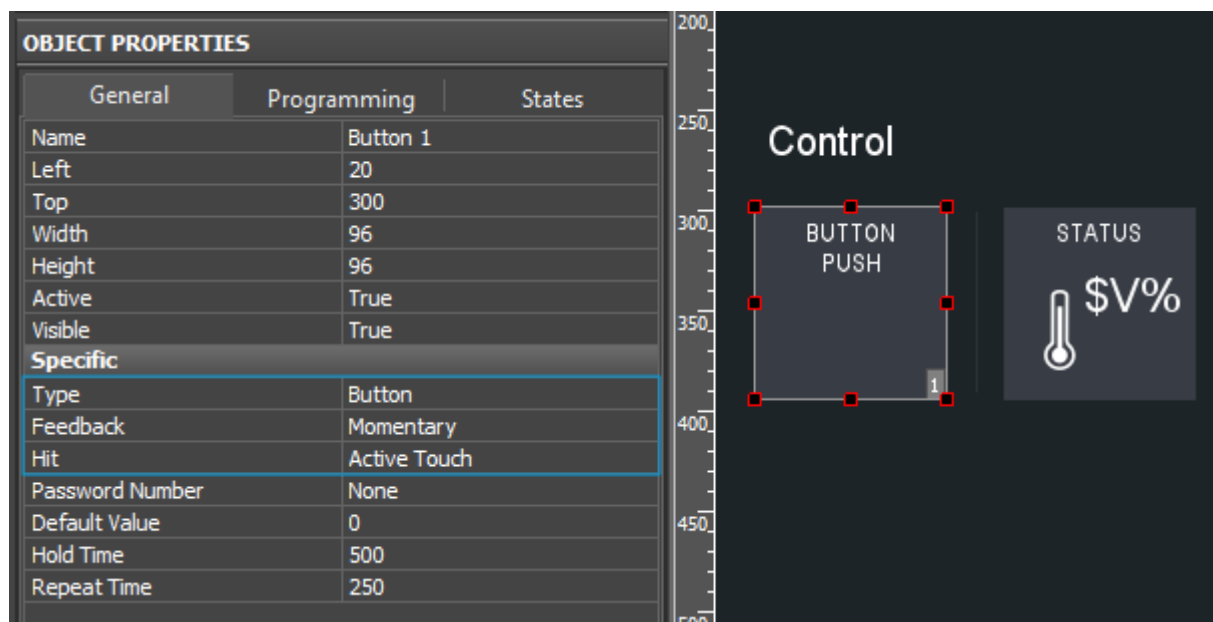 OBJECT PROPERTIES
General Programming States
Name Button 1
Left 20
Top 300
Width 96
Height 96
Active True
Visible True
Specific
Type Button
Feedback Momentary
Hit Active Touch
Password Number None
Default Value 0
Hold Time 500
Repeat Time 250
200
250
300
350
400
450
500
Control
BUTTON
PUSH
1
STATUS
$V%